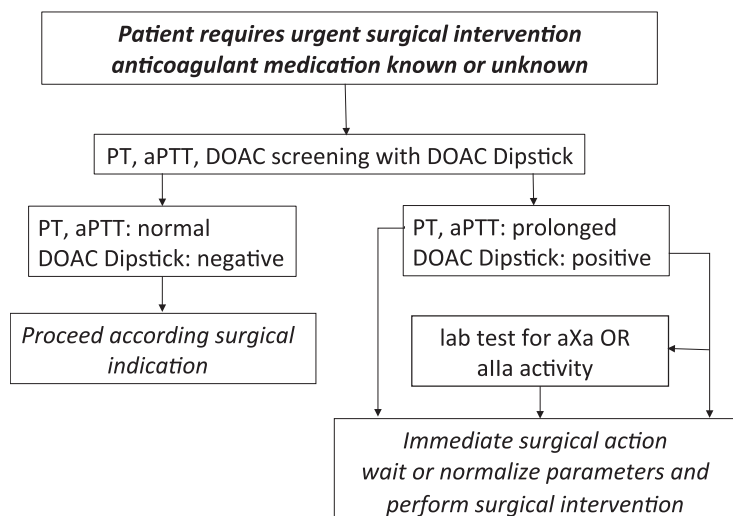 Patient requires urgent surgical intervention
anticoagulant medication known or unknown
PT, aPTT, DOAC screening with DOAC Dipstick
PT, aPTT: normal
DOAC Dipstick: negative
PT, aPTT: prolonged
DOAC Dipstick: positive
Proceed according surgical
indication
lab test for aXa OR
aIIa activity
Immediate surgical action
wait or normalize parameters and
perform surgical intervention